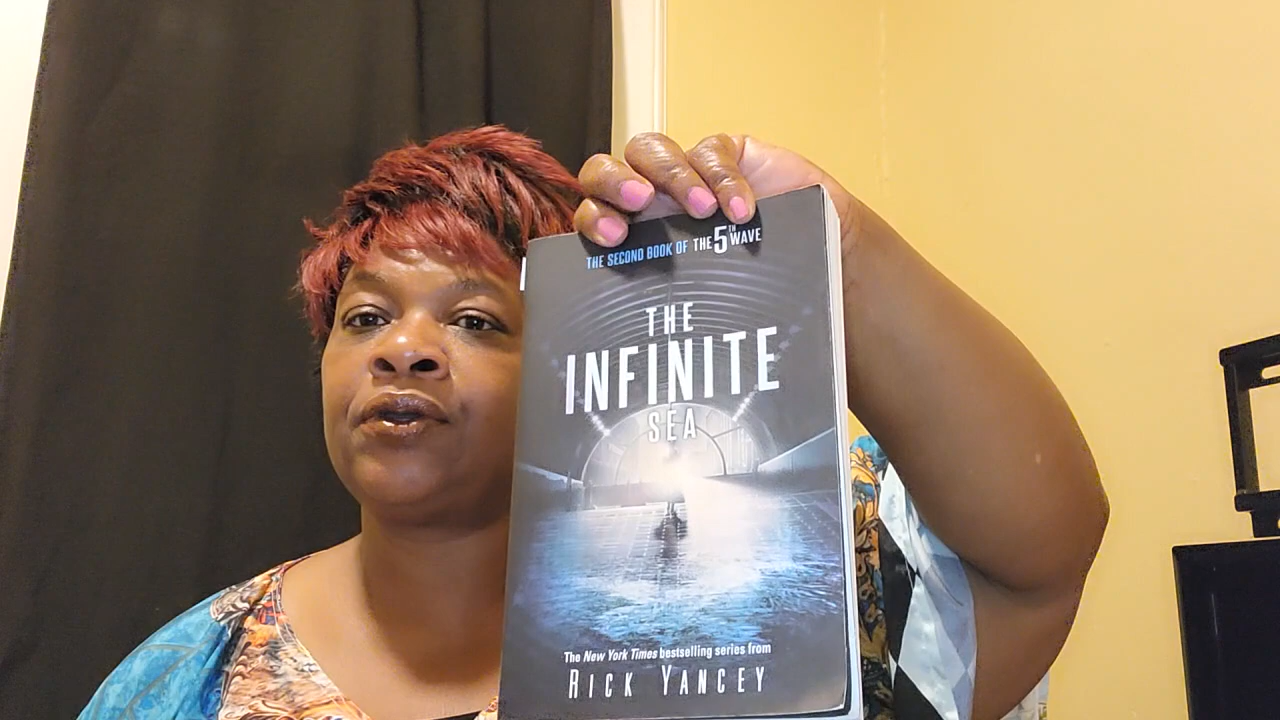 THE SECOND BOOK OF THE 5TH WAVE
THE
INFINITE
SEA
The New York Times bestselling series from
RICK YANCEY